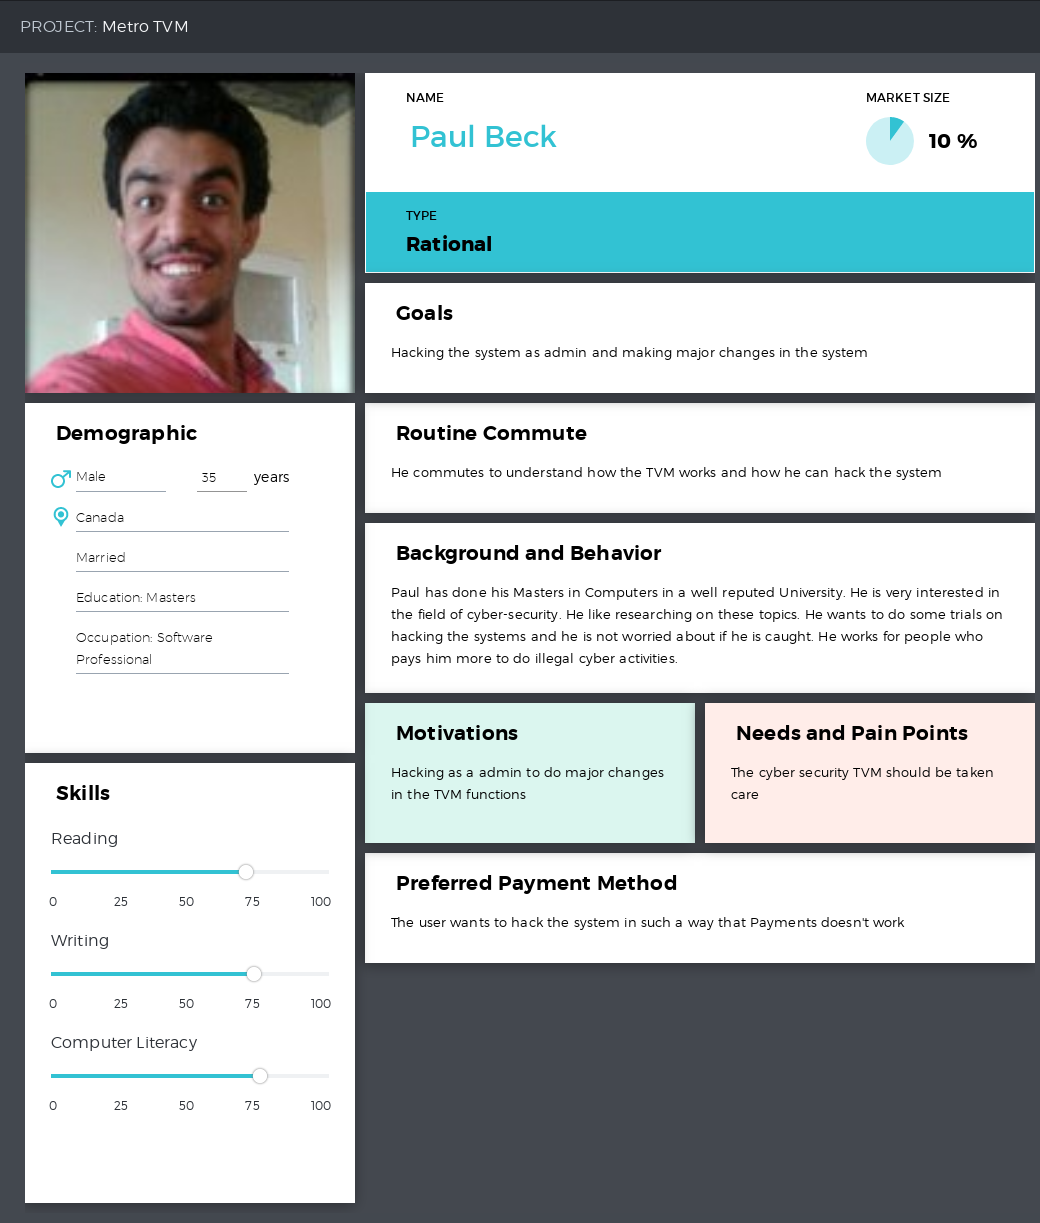 PROJECT: Metro TVM
NAME
Paul Beck
MARKET SIZE
10 %
TYPE
Rational
Goals
Hacking the system as admin and making major changes in the system
Demographic
Male 35 years
Canada
Married
Education: Masters
Occupation: Software
Professional
Routine Commute
He commutes to understand how the TVM works and how he can hack the system
Background and Behavior
Paul has done his Masters in Computers in a well reputed University. He is very interested in
the field of cyber-security. He like researching on these topics. He wants to do some trials on
hacking the systems and he is not worried about if he is caught. He works for people who
pays him more to do illegal cyber activities.
Motivations
Hacking as a admin to do major changes
in the TVM functions
Needs and Pain Points
The cyber security TVM should be taken
care
Skills
Reading
0 25 50 75 100
Writing
0 25 50 75 100
Computer Literacy
0 25 50 75 100
Preferred Payment Method
The user wants to hack the system in such a way that Payments doesn't work